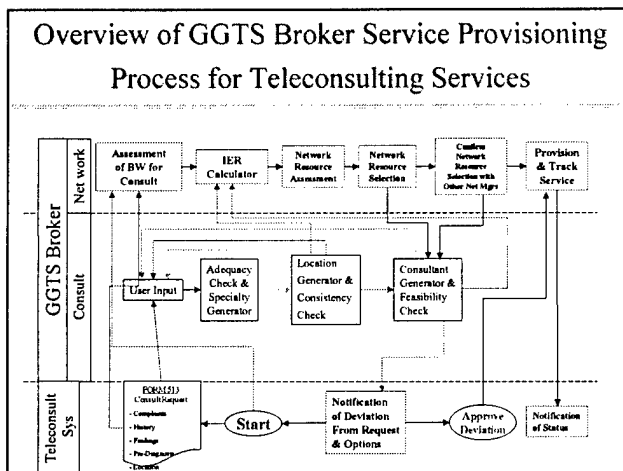 Overview of GGTS Broker Service Provisioning
Process for Teleconsulting Services
GGTS Broker
Net work
Assessment
of BW for
Consult
IER
Calculator
Network
Resource
Assessment
Network
Resource
Selection
Confirm
Network
Resource
Selection with
Other Net Mgrs
Provision
& Track
Service
Consult
User Input
Adequacy
Check &
Specialty
Generator
Location
Generator &
Consistency
Check
Consultant
Generator &
Feasibility
Check
Teleconsult
Sys
FORM 513
Consult Request
- Complaints
- History
- Findings
- Pre-Diagnosis
- Location
Start
Notification
of Deviation
From Request
& Options
Approve
Deviation
Notification
of Status